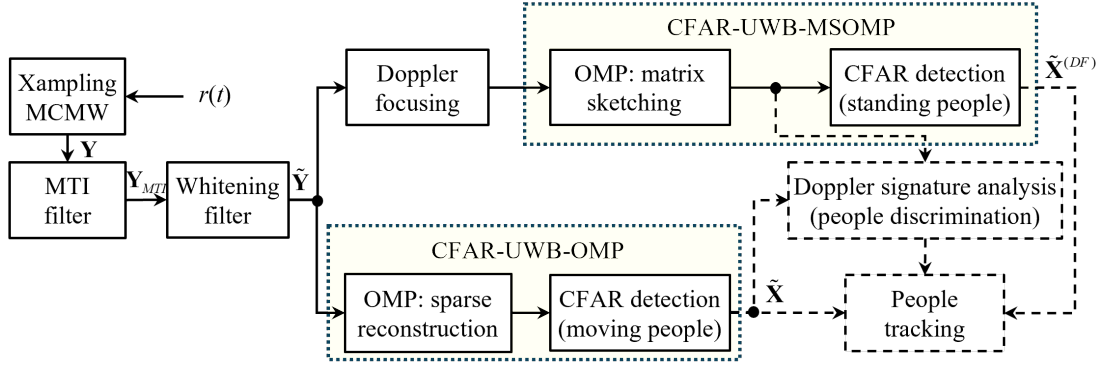 CFAR-UWB-MSOMP
Xampling
MCMW
r(t)
Doppler
focusing
OMP: matrix
sketching
CFAR detection
(standing people)
X̃(DF)
Y
MTI
filter
Y_MTI
Whitening
filter
Ỹ
Doppler signature analysis
(people discrimination)
CFAR-UWB-OMP
OMP: sparse
reconstruction
CFAR detection
(moving people)
X̃
People
tracking